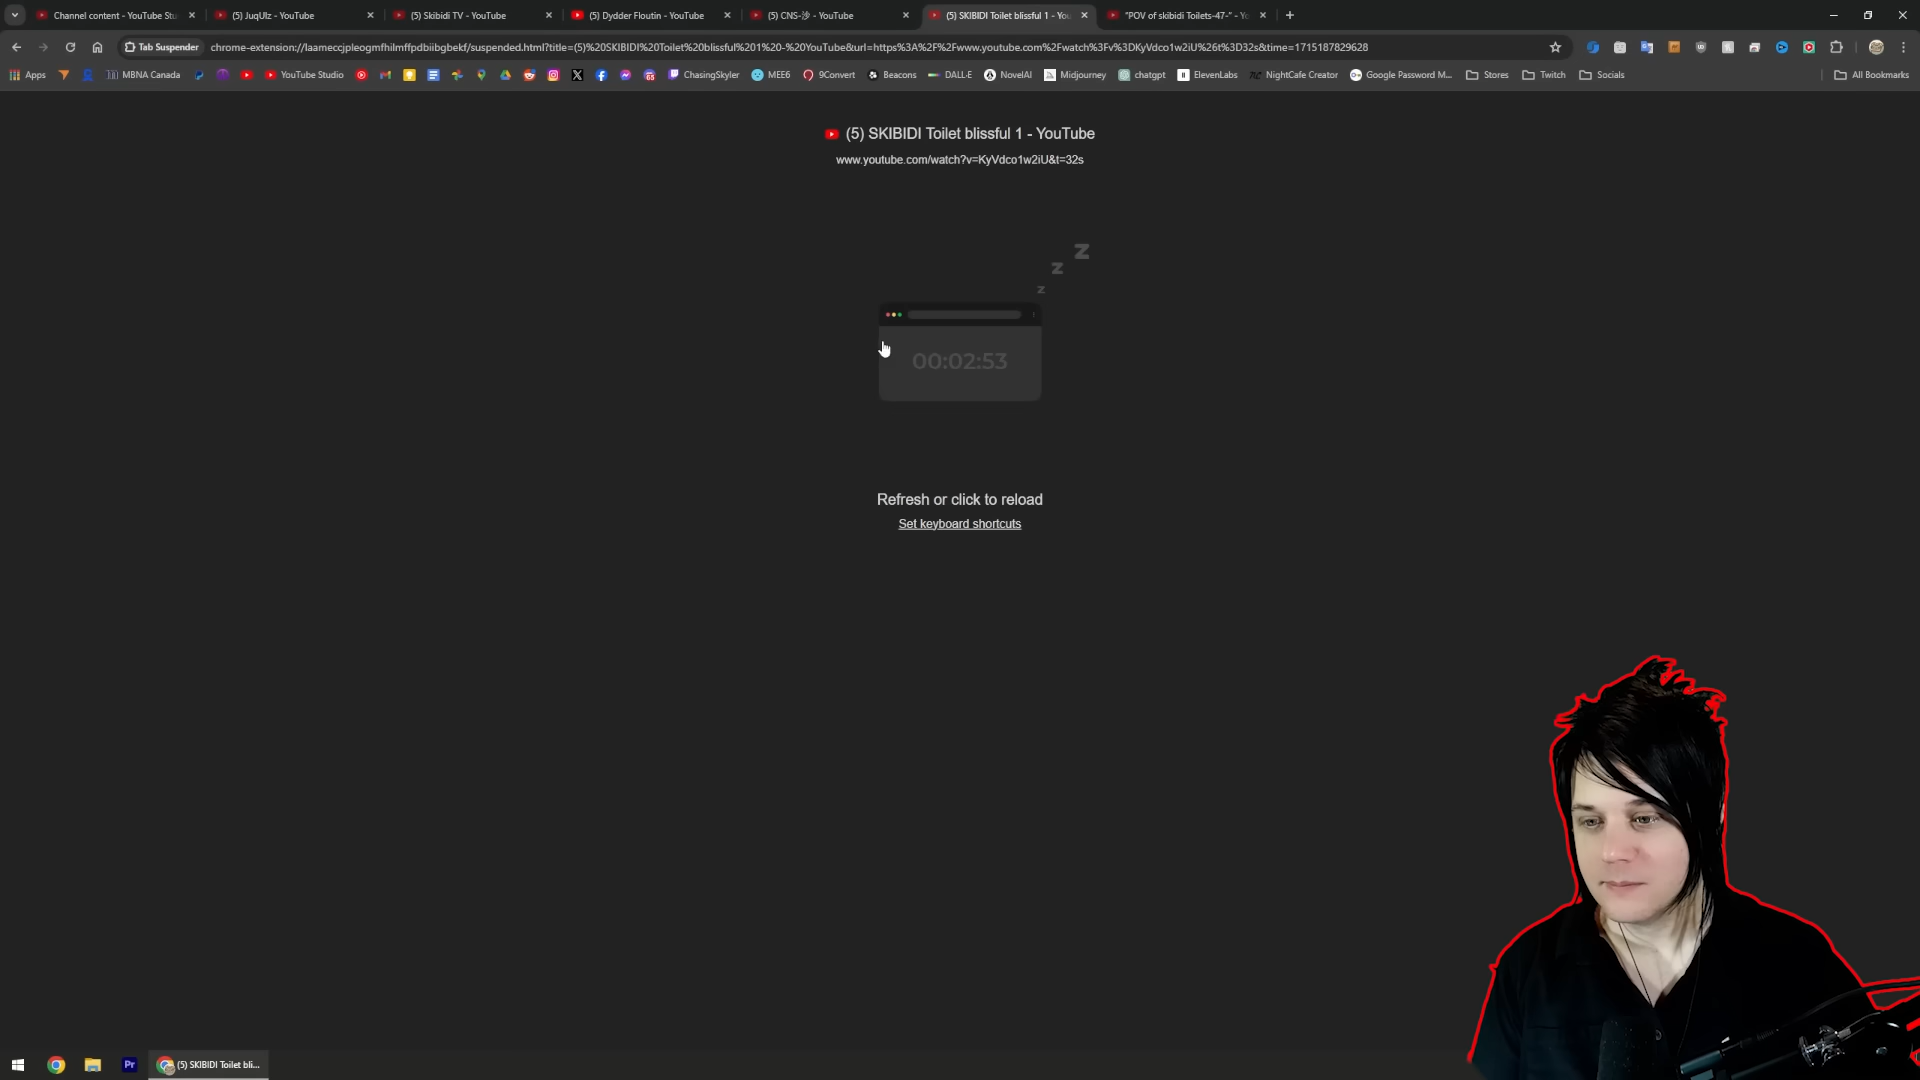 Channel content - YouTube Stu
(5) JuqUIz - YouTube
(5) Skibidi TV - YouTube
(5) Dydder Floutin - YouTube
(5) CNS-沙 - YouTube
(5) SKIBIDI Toilet blissful 1 - You
"POV of skibidi Toilets-47-" - Yo
Tab Suspender
chrome-extension://laameccjpleogmfhilmffpdbiibgbekf/suspended.html?title=(5)%20SKIBIDI%20Toilet%20blissful%201%20-%20YouTube&url=https%3A%2F%2Fwww.youtube.com%2Fwatch%3Fv%3DKyVdco1w2iU%26t%3D32s&time=1715187829628
Apps
MBNA Canada
YouTube Studio
ChasingSkyler
MEE6
9Convert
Beacons
DALL·E
NovelAI
Midjourney
chatgpt
ElevenLabs
NightCafe Creator
Google Password M...
Stores
Twitch
Socials
All Bookmarks
(5) SKIBIDI Toilet blissful 1 - YouTube
www.youtube.com/watch?v=KyVdco1w2iU&t=32s
z
z
z
00:02:53
Refresh or click to reload
Set keyboard shortcuts
Pr
(5) SKIBIDI Toilet bli...